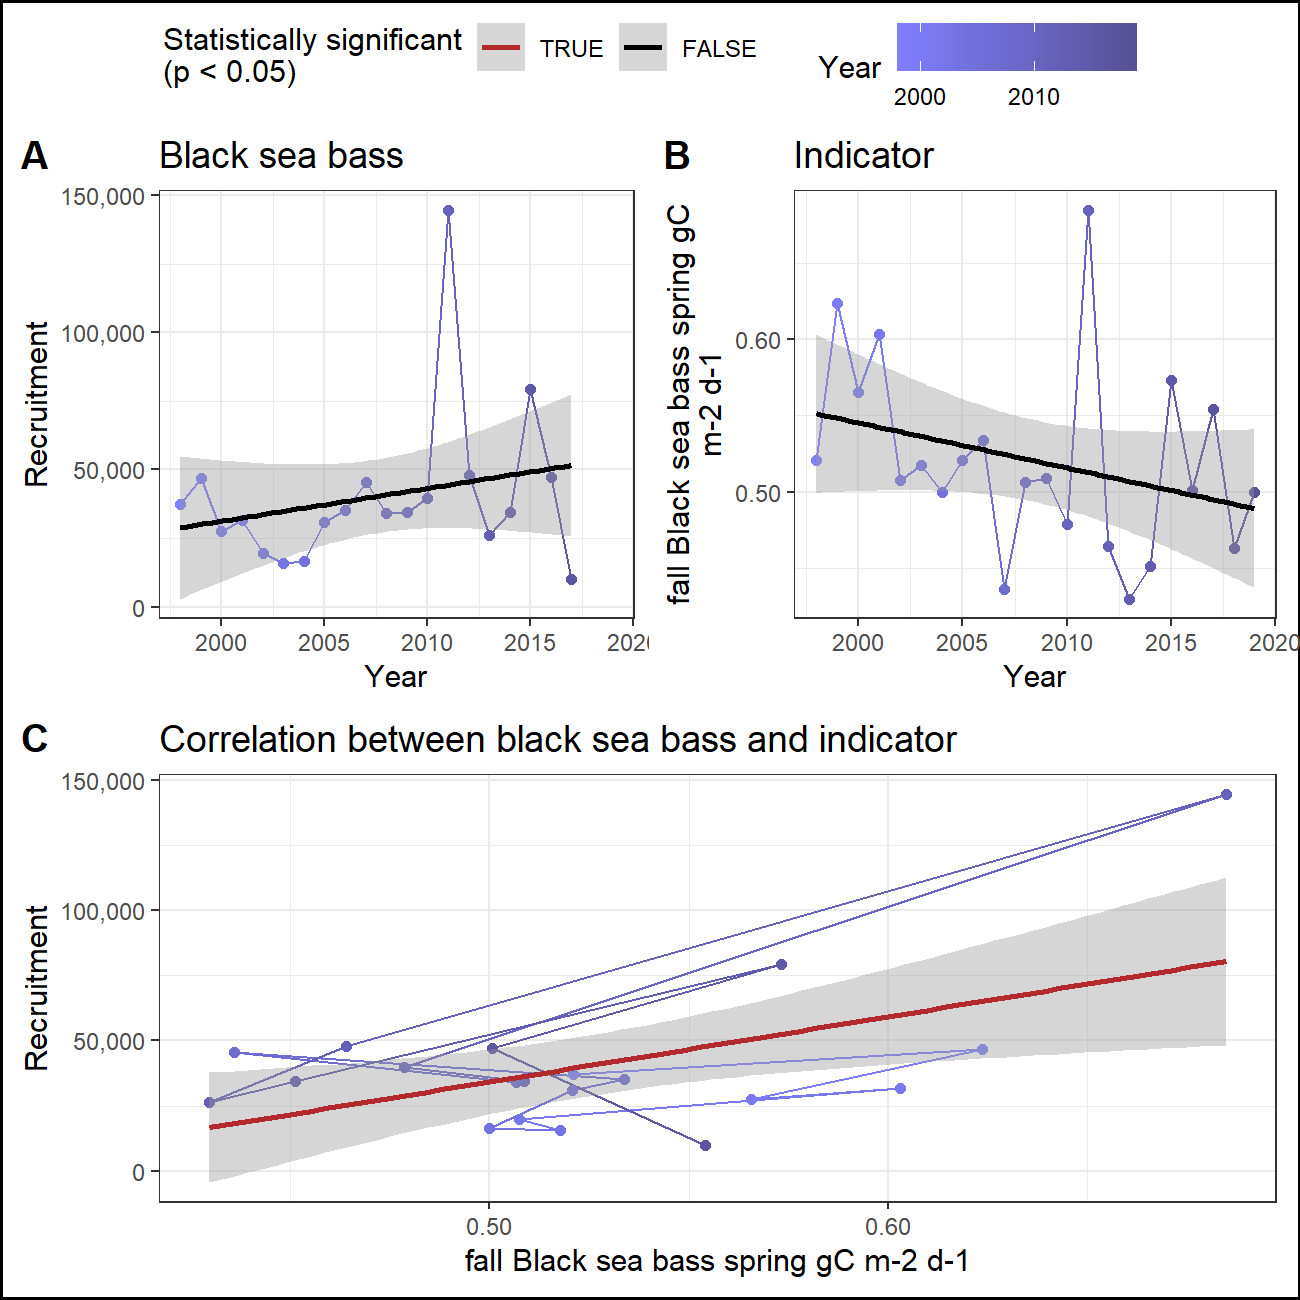 Statistically significant
(p < 0.05)
TRUE
FALSE
Year
2000
2010
A
Black sea bass
B
Indicator
Recruitment
150,000
100,000
50,000
0
2000
2005
2010
2015
202
Year
fall Black sea bass spring gC
m-2 d-1
0.60
0.50
2000
2005
2010
2015
2020
Year
C
Correlation between black sea bass and indicator
Recruitment
150,000
100,000
50,000
0
0.50
0.60
fall Black sea bass spring gC m-2 d-1